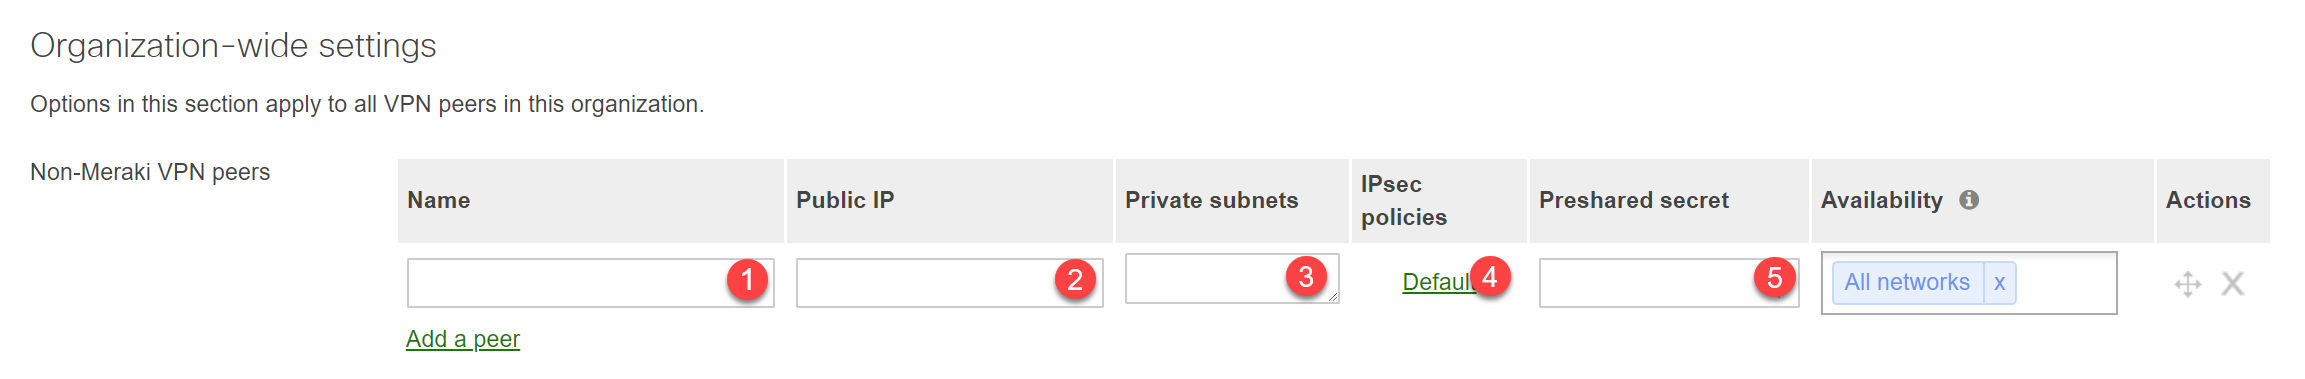 Organization-wide settings
Options in this section apply to all VPN peers in this organization.
Non-Meraki VPN peers
Name
Public IP
Private subnets
IPsec
policies
Preshared secret
Availability
Actions
1
2
3
Default
4
5
All networks x
Add a peer